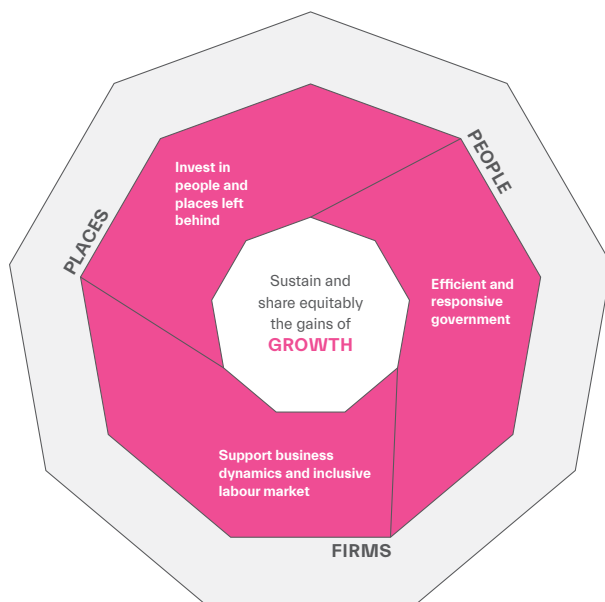 PEOPLE
Invest in
people and
places left
behind
PLACES
Sustain and
share equitably
the gains of
GROWTH
Efficient and
responsive
government
Support business
dynamics and inclusive
labour market
FIRMS